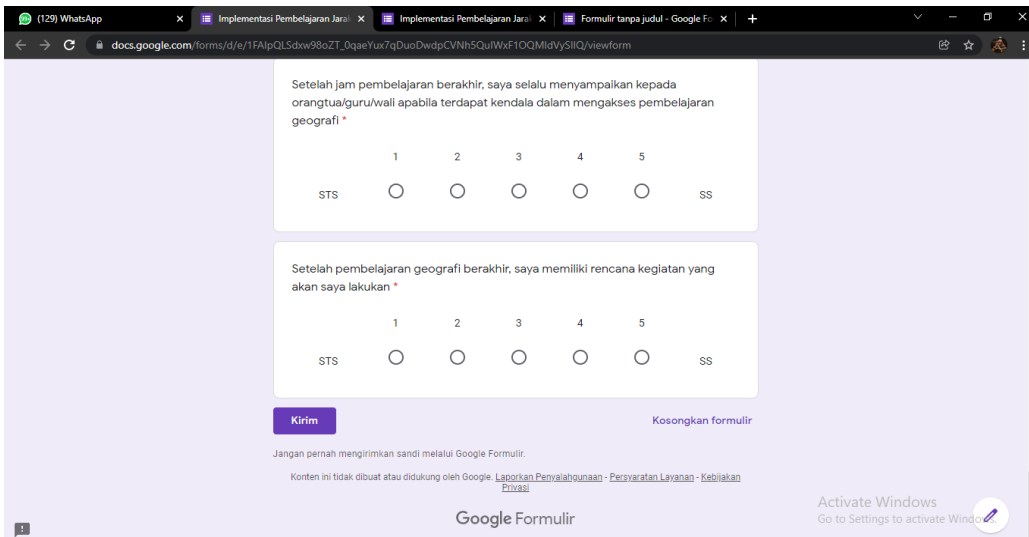 (129) WhatsApp
Implementasi Pembelajaran Jarak
Implementasi Pembelajaran Jarak
Formulir tanpa judul - Google Fo
docs.google.com/forms/d/e/1FAIpQLSdxw98oZT_0qaeYux7qDuoDwdpCVNh5QulWxF1OQMIdVySIIQ/viewform
Setelah jam pembelajaran berakhir, saya selalu menyampaikan kepada
orangtua/guru/wali apabila terdapat kendala dalam mengakses pembelajaran
geografi *
1 2 3 4 5
STS SS
Setelah pembelajaran geografi berakhir, saya memiliki rencana kegiatan yang
akan saya lakukan *
1 2 3 4 5
STS SS
Kirim
Kosongkan formulir
Jangan pernah mengirimkan sandi melalui Google Formulir.
Konten ini tidak dibuat atau didukung oleh Google. Laporkan Penyalahgunaan - Persyaratan Layanan - Kebijakan
Privasi
Google Formulir
Activate Windows
Go to Settings to activate Windows.